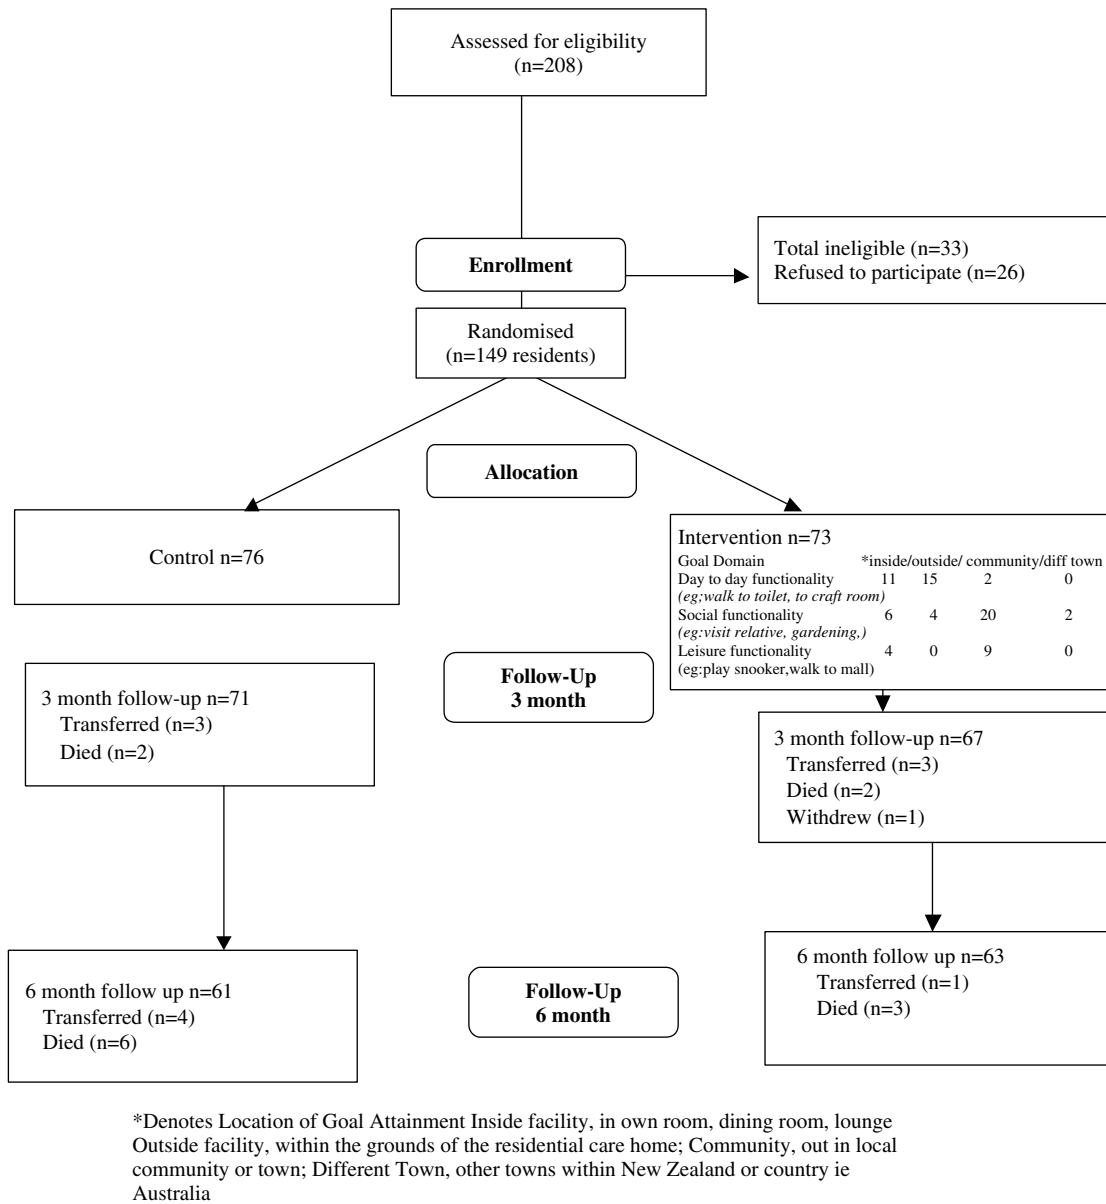 Assessed for eligibility
(n=208)
Enrollment
Total ineligible (n=33)
Refused to participate (n=26)
Randomised
(n=149 residents)
Allocation
Control n=76
Intervention n=73
Goal Domain *inside/outside/ community/diff town
Day to day functionality 11 15 2 0
(eg;walk to toilet, to craft room)
Social functionality 6 4 20 2
(eg:visit relative, gardening,)
Leisure functionality 4 0 9 0
(eg:play snooker,walk to mall)
Follow-Up
3 month
3 month follow-up n=71
Transferred (n=3)
Died (n=2)
3 month follow-up n=67
Transferred (n=3)
Died (n=2)
Withdrew (n=1)
6 month follow up n=61
Transferred (n=4)
Died (n=6)
Follow-Up
6 month
6 month follow up n=63
Transferred (n=1)
Died (n=3)
*Denotes Location of Goal Attainment Inside facility, in own room, dining room, lounge
Outside facility, within the grounds of the residential care home; Community, out in local
community or town; Different Town, other towns within New Zealand or country ie
Australia